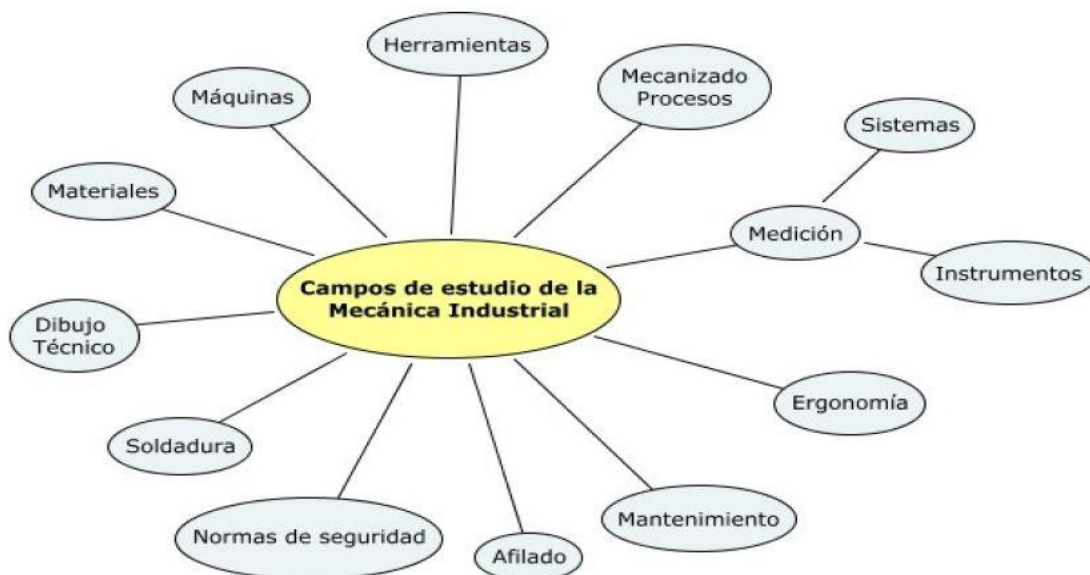 Herramientas
Mecanizado
Procesos
Máquinas
Sistemas
Materiales
Medición
Instrumentos
Campos de estudio de la
Mecánica Industrial
Dibujo
Técnico
Ergonomía
Soldadura
Mantenimiento
Normas de seguridad
Afilado